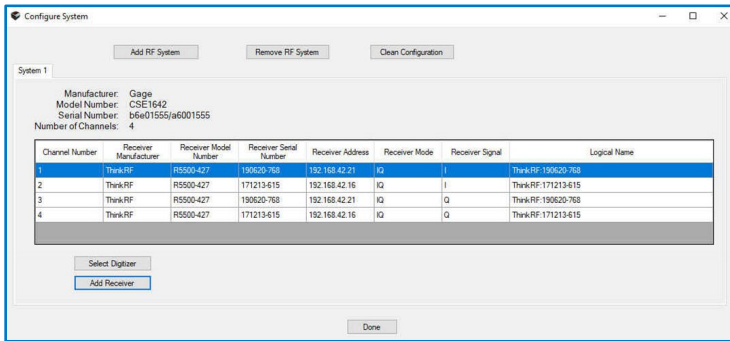 Configure System
Add RF System Remove RF System Clean Configuration
System 1
Manufacturer: Gage
Model Number: CSE1642
Serial Number: b6e01555/a6001555
Number of Channels: 4
Channel Number Receiver Manufacturer Receiver Model Number Receiver Serial Number Receiver Address Receiver Mode Receiver Signal Logical Name
1 ThinkRF R5500-427 190620-768 192.168.42.21 IQ I ThinkRF:190620-768
2 ThinkRF R5500-427 171213-615 192.168.42.16 IQ I ThinkRF:171213-615
3 ThinkRF R5500-427 190620-768 192.168.42.21 IQ Q ThinkRF:190620-768
4 ThinkRF R5500-427 171213-615 192.168.42.16 IQ Q ThinkRF:171213-615
Select Digitizer
Add Receiver
Done